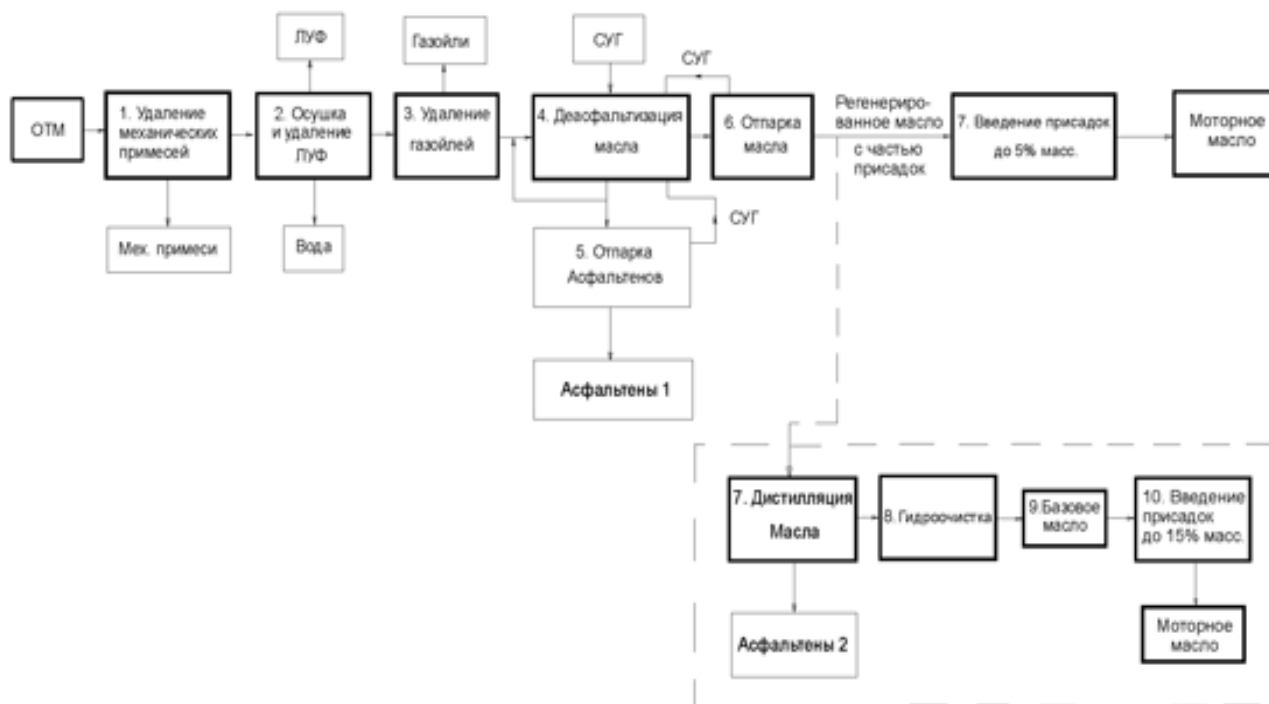 ЛУФ
Газойли
СУГ
СУГ
ОТМ
1. Удаление
механических
примесей
2. Осушка
и удаление
ЛУФ
3. Удаление
газойлей
4. Деасфальтизация
масла
6. Отпарка
масла
Регенериро-
ванное масло
с частью
присадок
7. Введение присадок
до 5% масс.
Моторное
масло
Мех. примеси
Вода
5. Отпарка
Асфальтенов
СУГ
Асфальтены 1
7. Дистилляция
Масла
8. Гидроочистка
9.Базовое
масло
10. Введение
присадок
до 15% масс.
Асфальтены 2
Моторное
масло